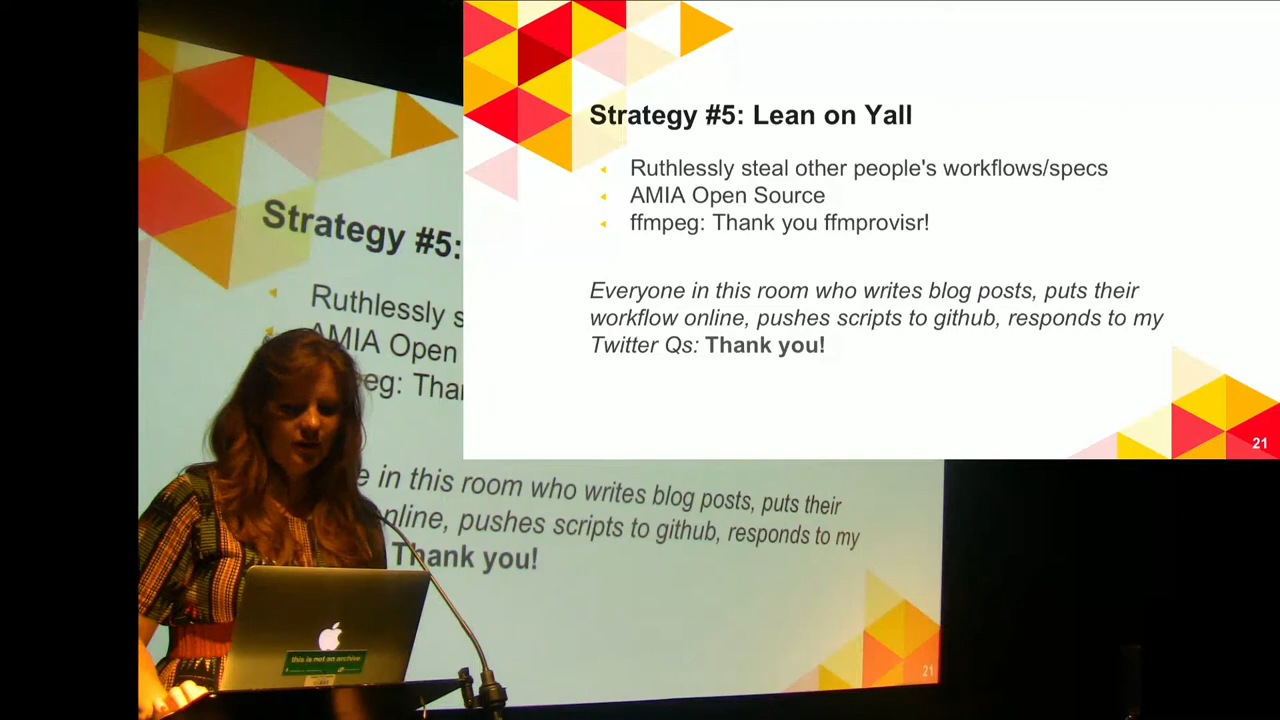 Strategy #5: Lean on Yall
Ruthlessly steal other people's workflows/specs
AMIA Open Source
ffmpeg: Thank you ffmprovisr!
Everyone in this room who writes blog posts, puts their
workflow online, pushes scripts to github, responds to my
Twitter Qs: Thank you!
21
Strategy #5:
Ruthlessly s
AMIA Open
eg: Tha
e in this room who writes blog posts, puts their
nline, pushes scripts to github, responds to my
Thank you!
21
this is not an archive